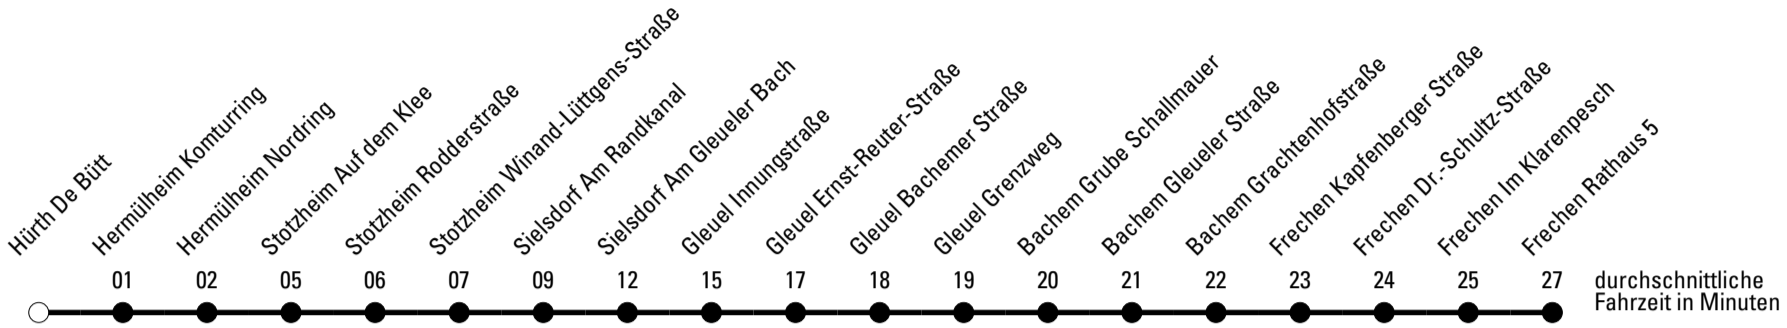 Hürth De Bütt
Hermülheim Komturring
Hermülheim Nordring
Stotzheim Auf dem Klee
Stotzheim Rodderstraße
Stotzheim Winand-Lüttgens-Straße
Sielsdorf Am Randkanal
Sielsdorf Am Gleueler Bach
Gleuel Innungstraße
Gleuel Ernst-Reuter-Straße
Gleuel Bachemer Straße
Gleuel Grenzweg
Bachem Grube Schallmauer
Bachem Gleueler Straße
Bachem Grachtenhofstraße
Frechen Kapfenberger Straße
Frechen Dr.-Schultz-Straße
Frechen Im Klarenpesch
Frechen Rathaus 5
01 02 05 06 07 09 12 15 17 18 19 20 21 22 23 24 25 27
durchschnittliche
Fahrzeit in Minuten